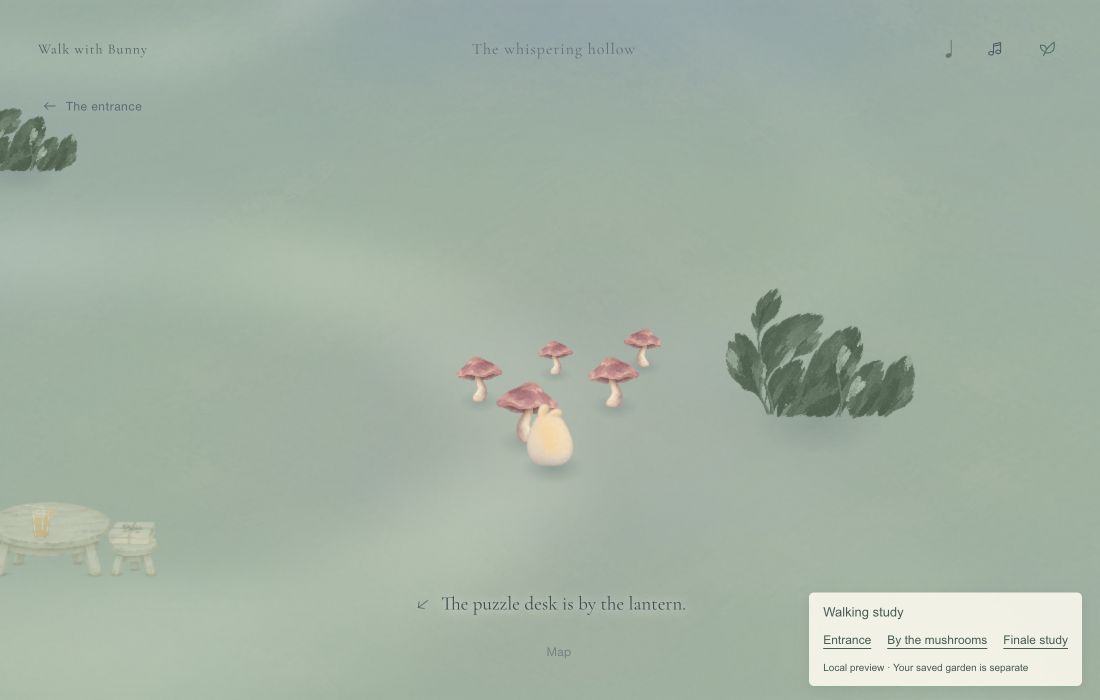 Walk with Bunny
The whispering hollow
← The entrance
↙ The puzzle desk is by the lantern.
Map
Walking study
Entrance By the mushrooms Finale study
Local preview · Your saved garden is separate